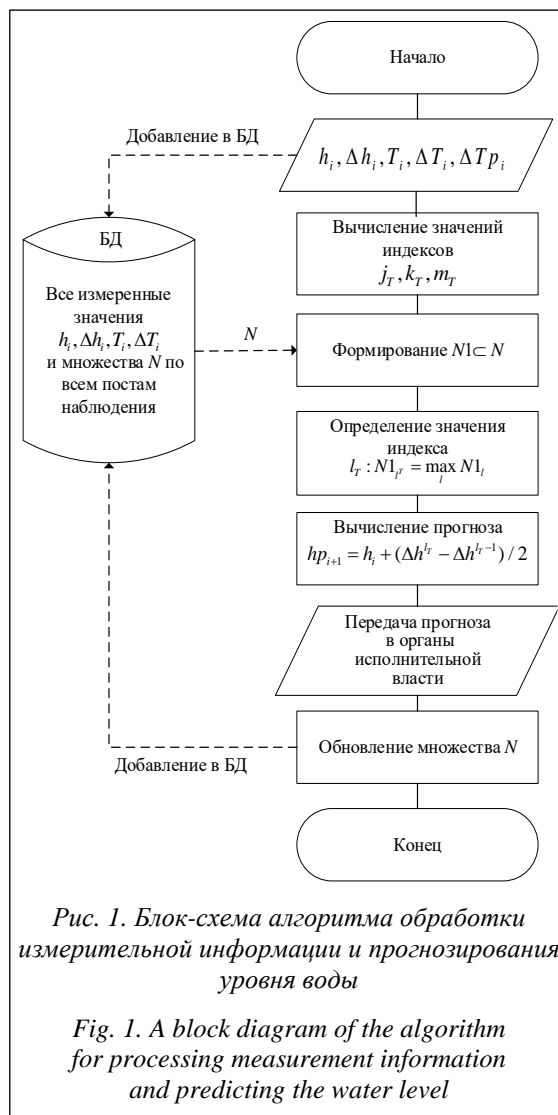 Начало
Добавление в БД
h_i, Δh_i, T_i, ΔT_i, ΔTp_i
БД
Все измеренные
значения
h_i, Δh_i, T_i, ΔT_i
и множества N по
всем постам
наблюдения
Вычисление значений
индексов
j_T, k_T, m_T
N
Формирование N1⊂ N
Определение значения
индекса
l_T : N1_{l^T} = max_l N1_l
Вычисление прогноза
hp_{i+1} = h_i + (Δh^{l_T} − Δh^{l_T−1}) / 2
Передача прогноза
в органы
исполнительной
власти
Обновление множества N
Добавление в БД
Конец
Рис. 1. Блок-схема алгоритма обработки
измерительной информации и прогнозирования
уровня воды
Fig. 1. A block diagram of the algorithm
for processing measurement information
and predicting the water level